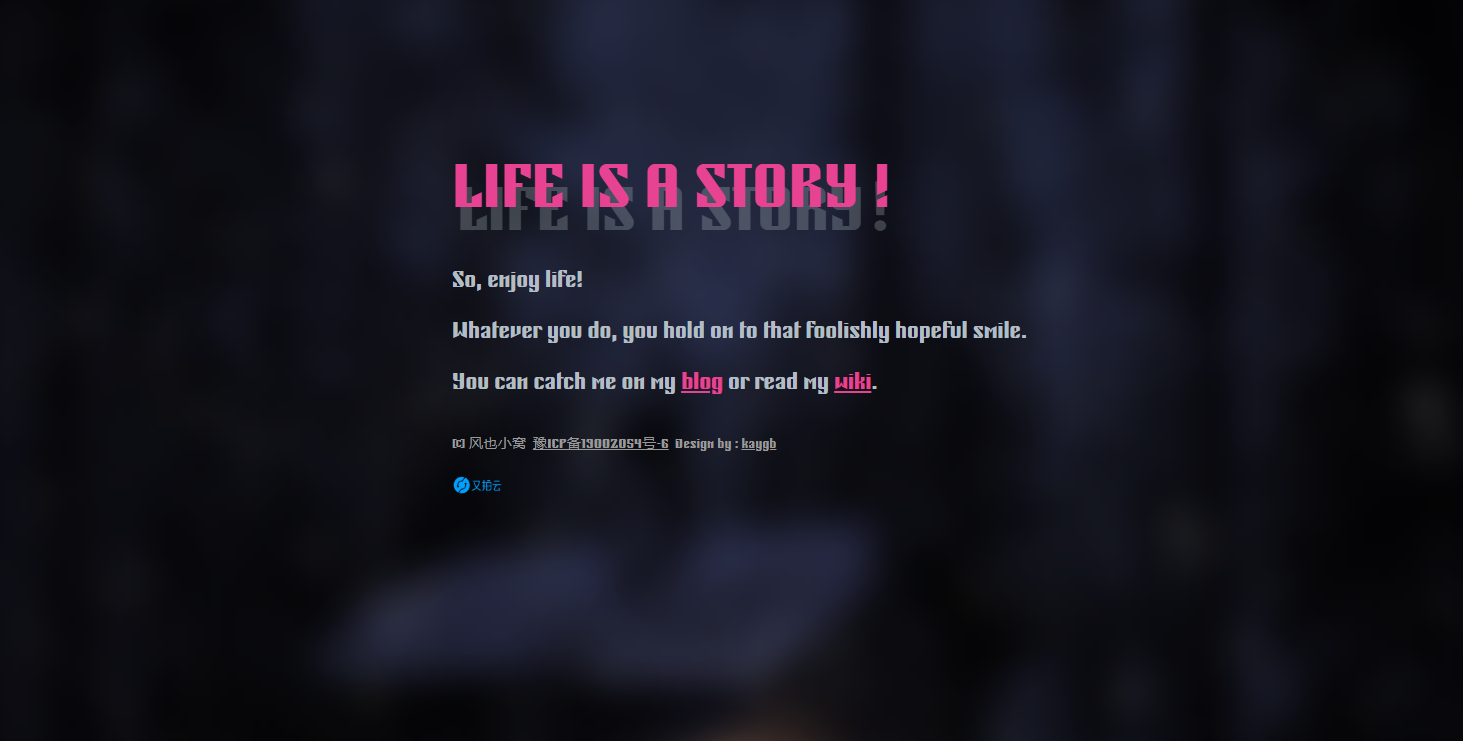 LIFE IS A STORY !
So, enjoy life!
Whatever you do, you hold on to that foolishly hopeful smile.
You can catch me on my blog or read my wiki.
© 风也小窝 豫ICP备19002054号-6 Design by : kaygb
又拍云